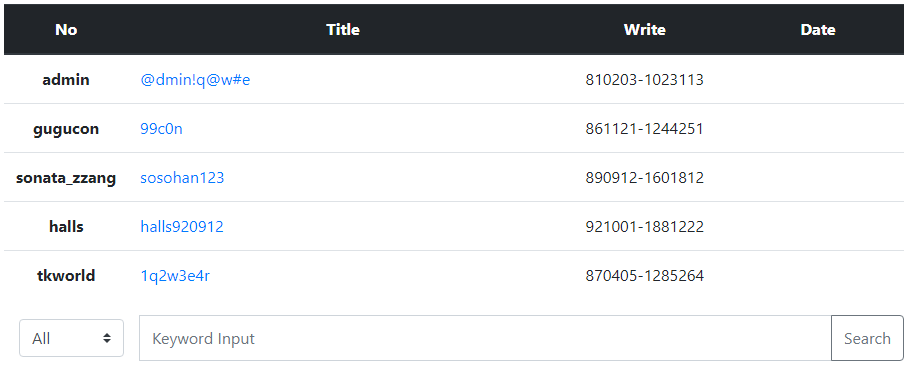 No Title Write Date
admin @dmin!q@w#e 810203-1023113
gugucon 99c0n 861121-1244251
sonata_zzang sosohan123 890912-1601812
halls halls920912 921001-1881222
tkworld 1q2w3e4r 870405-1285264
All Keyword Input Search